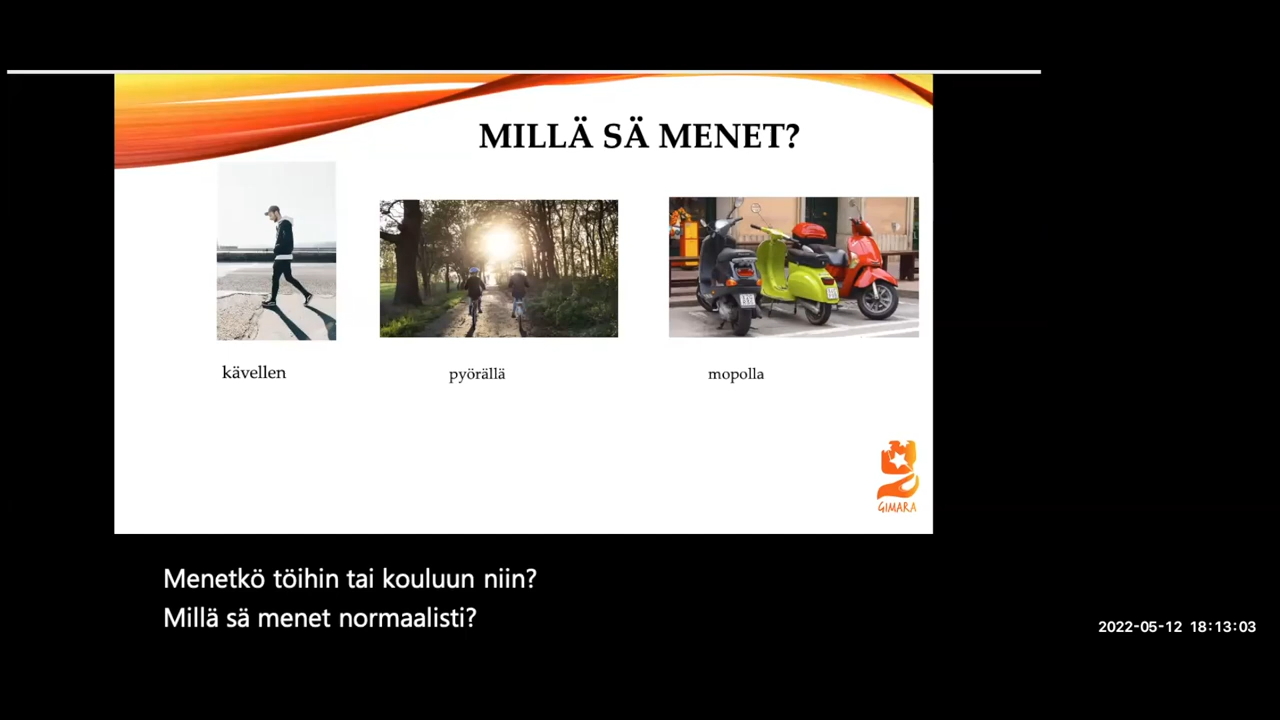 MILLÄ SÄ MENET?
kävellen
pyörällä
mopolla
GIMARA
Menetkö töihin tai kouluun niin?
Millä sä menet normaalisti?
2022-05-12 18:13:03